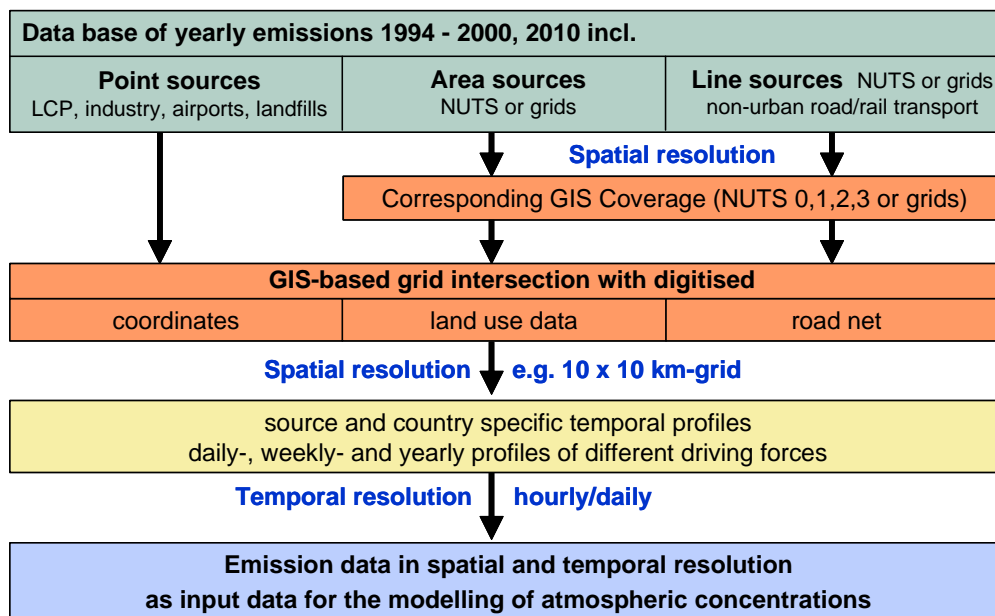 Data base of yearly emissions 1994 - 2000, 2010 incl.
Point sources
LCP, industry, airports, landfills
Area sources
NUTS or grids
Line sources NUTS or grids
non-urban road/rail transport
Spatial resolution
Corresponding GIS Coverage (NUTS 0,1,2,3 or grids)
GIS-based grid intersection with digitised
coordinates
land use data
road net
Spatial resolution e.g. 10 x 10 km-grid
source and country specific temporal profiles
daily-, weekly- and yearly profiles of different driving forces
Temporal resolution hourly/daily
Emission data in spatial and temporal resolution
as input data for the modelling of atmospheric concentrations